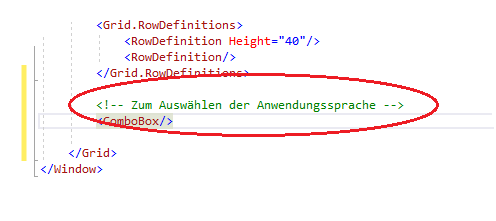 <Grid.RowDefinitions>
<RowDefinition Height="40"/>
<RowDefinition/>
</Grid.RowDefinitions>
<!-- Zum Auswählen der Anwendungssprache -->
<ComboBox/>
</Grid>
</Window>